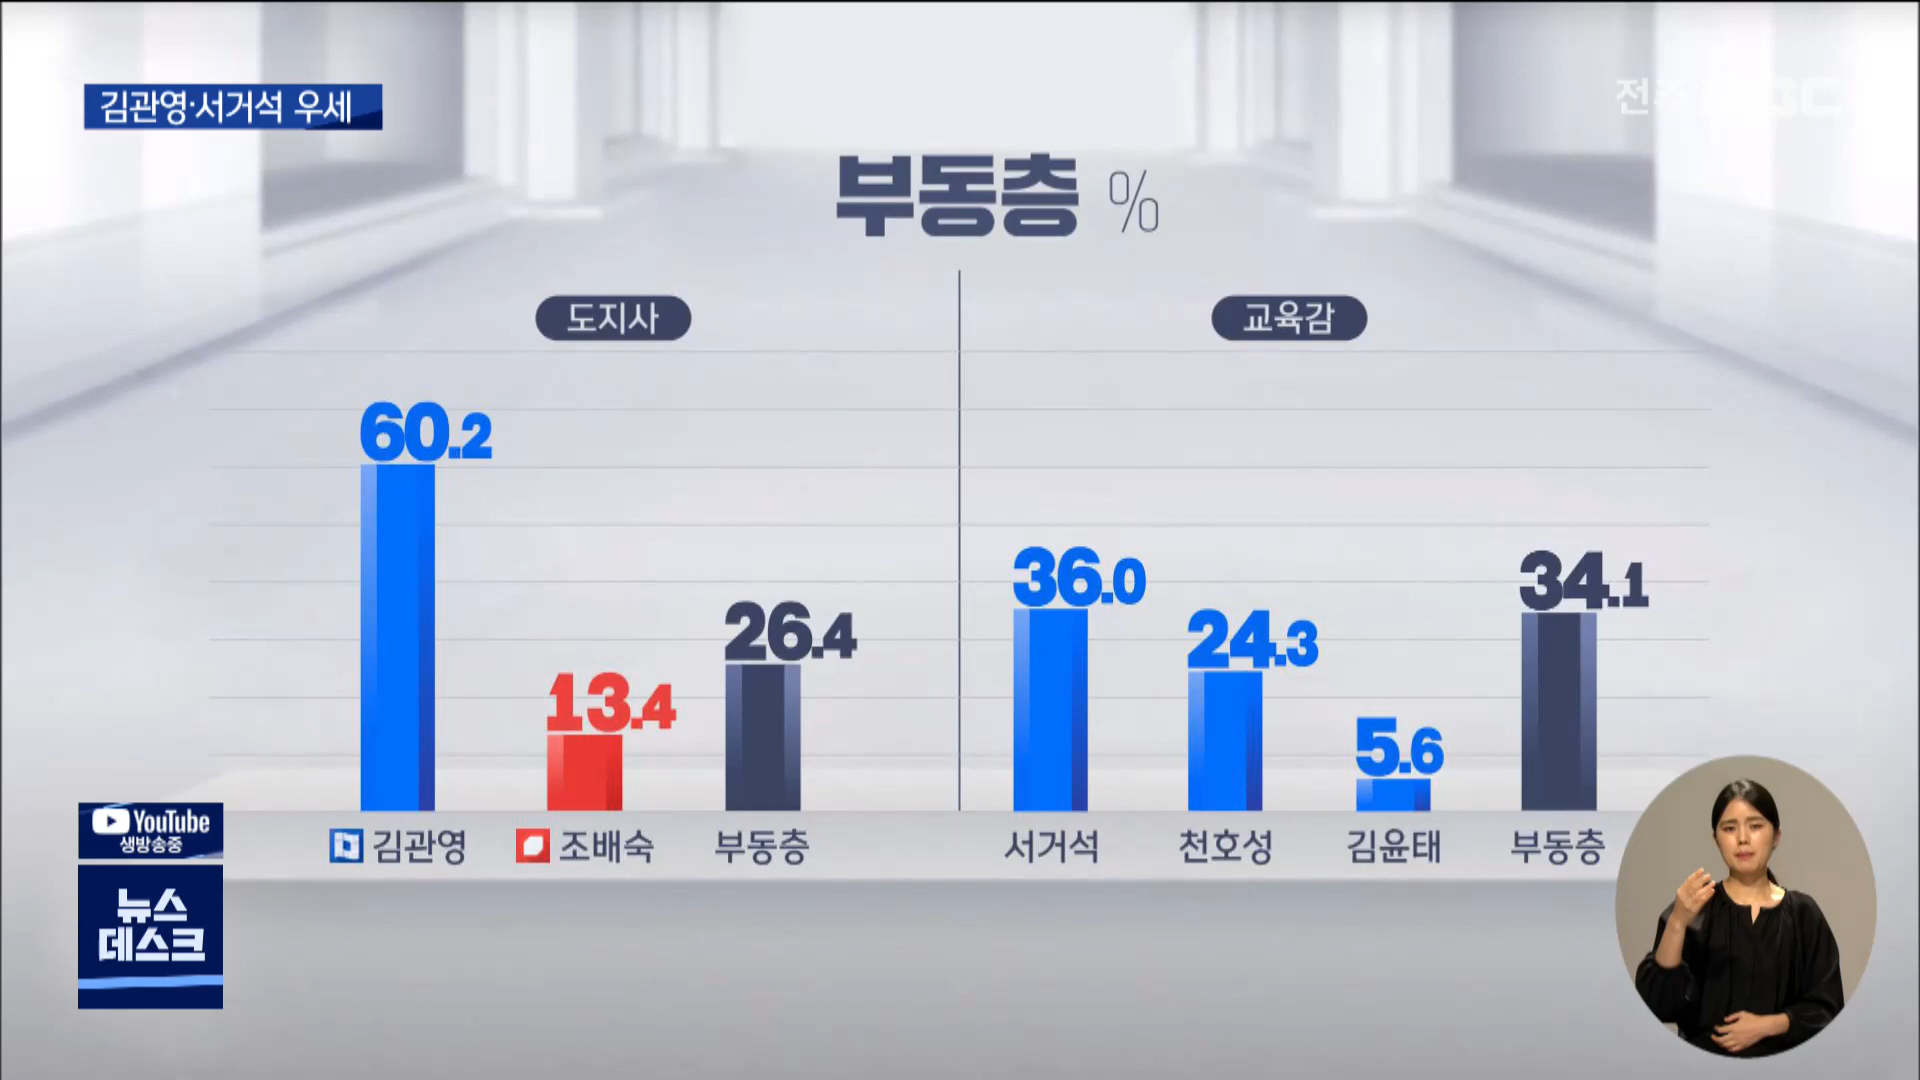 김관영·서거석 우세
전주 MBC
부동층 %
도지사
교육감
60.2
13.4
26.4
36.0
24.3
5.6
34.1
김관영
조배숙
부동층
서거석
천호성
김윤태
부동층
YouTube
생방송중
뉴스
데스크